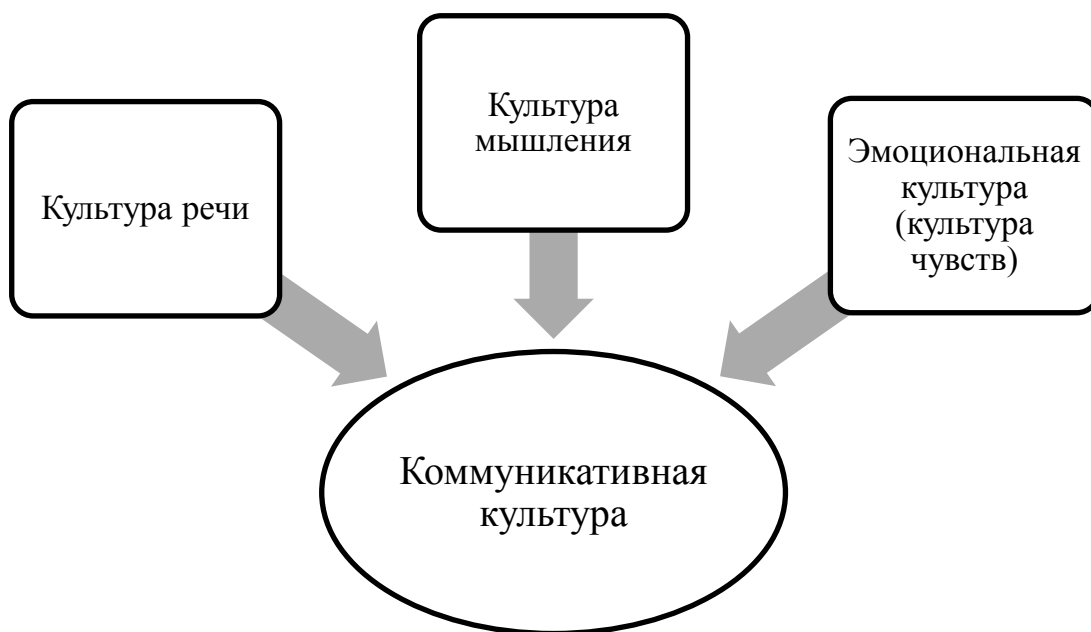 Культура речи
Культура
мышления
Эмоциональная
культура
(культура
чувств)
Коммуникативная
культура